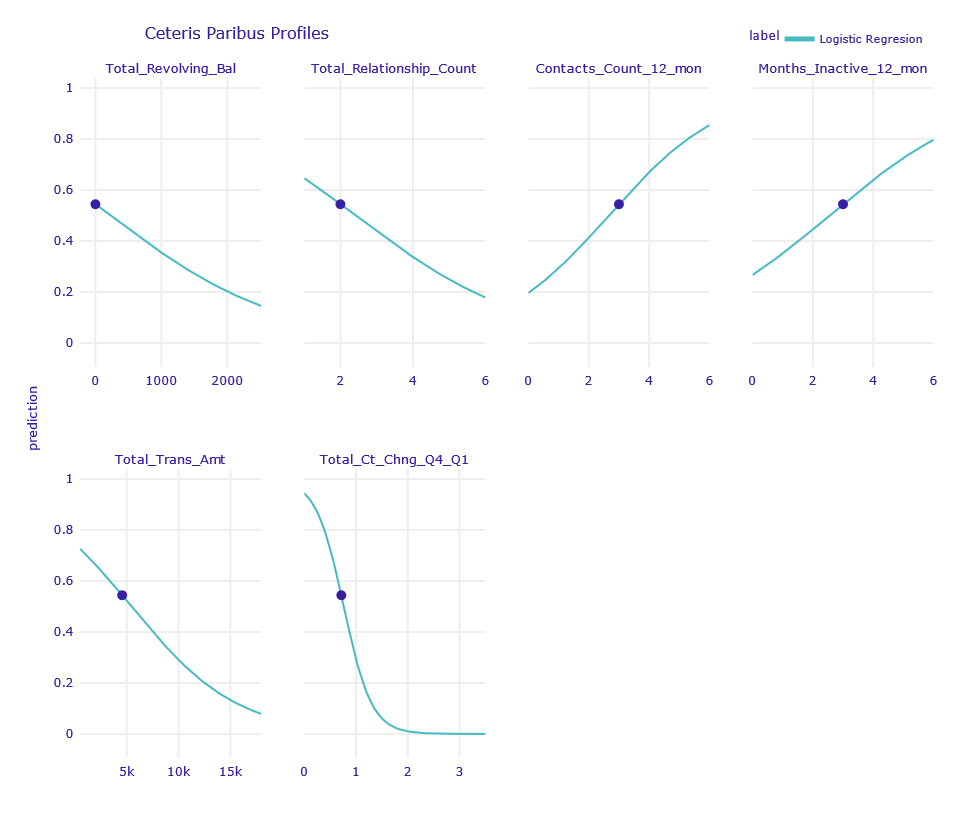 Ceteris Paribus Profiles
label Logistic Regresion
Total_Revolving_Bal Total_Relationship_Count Contacts_Count_12_mon Months_Inactive_12_mon
1
0.8
0.6
0.4
0.2
0
0 1000 2000 2 4 6 0 2 4 6 0 2 4 6
prediction
Total_Trans_Amt Total_Ct_Chng_Q4_Q1
1
0.8
0.6
0.4
0.2
0
5k 10k 15k 0 1 2 3